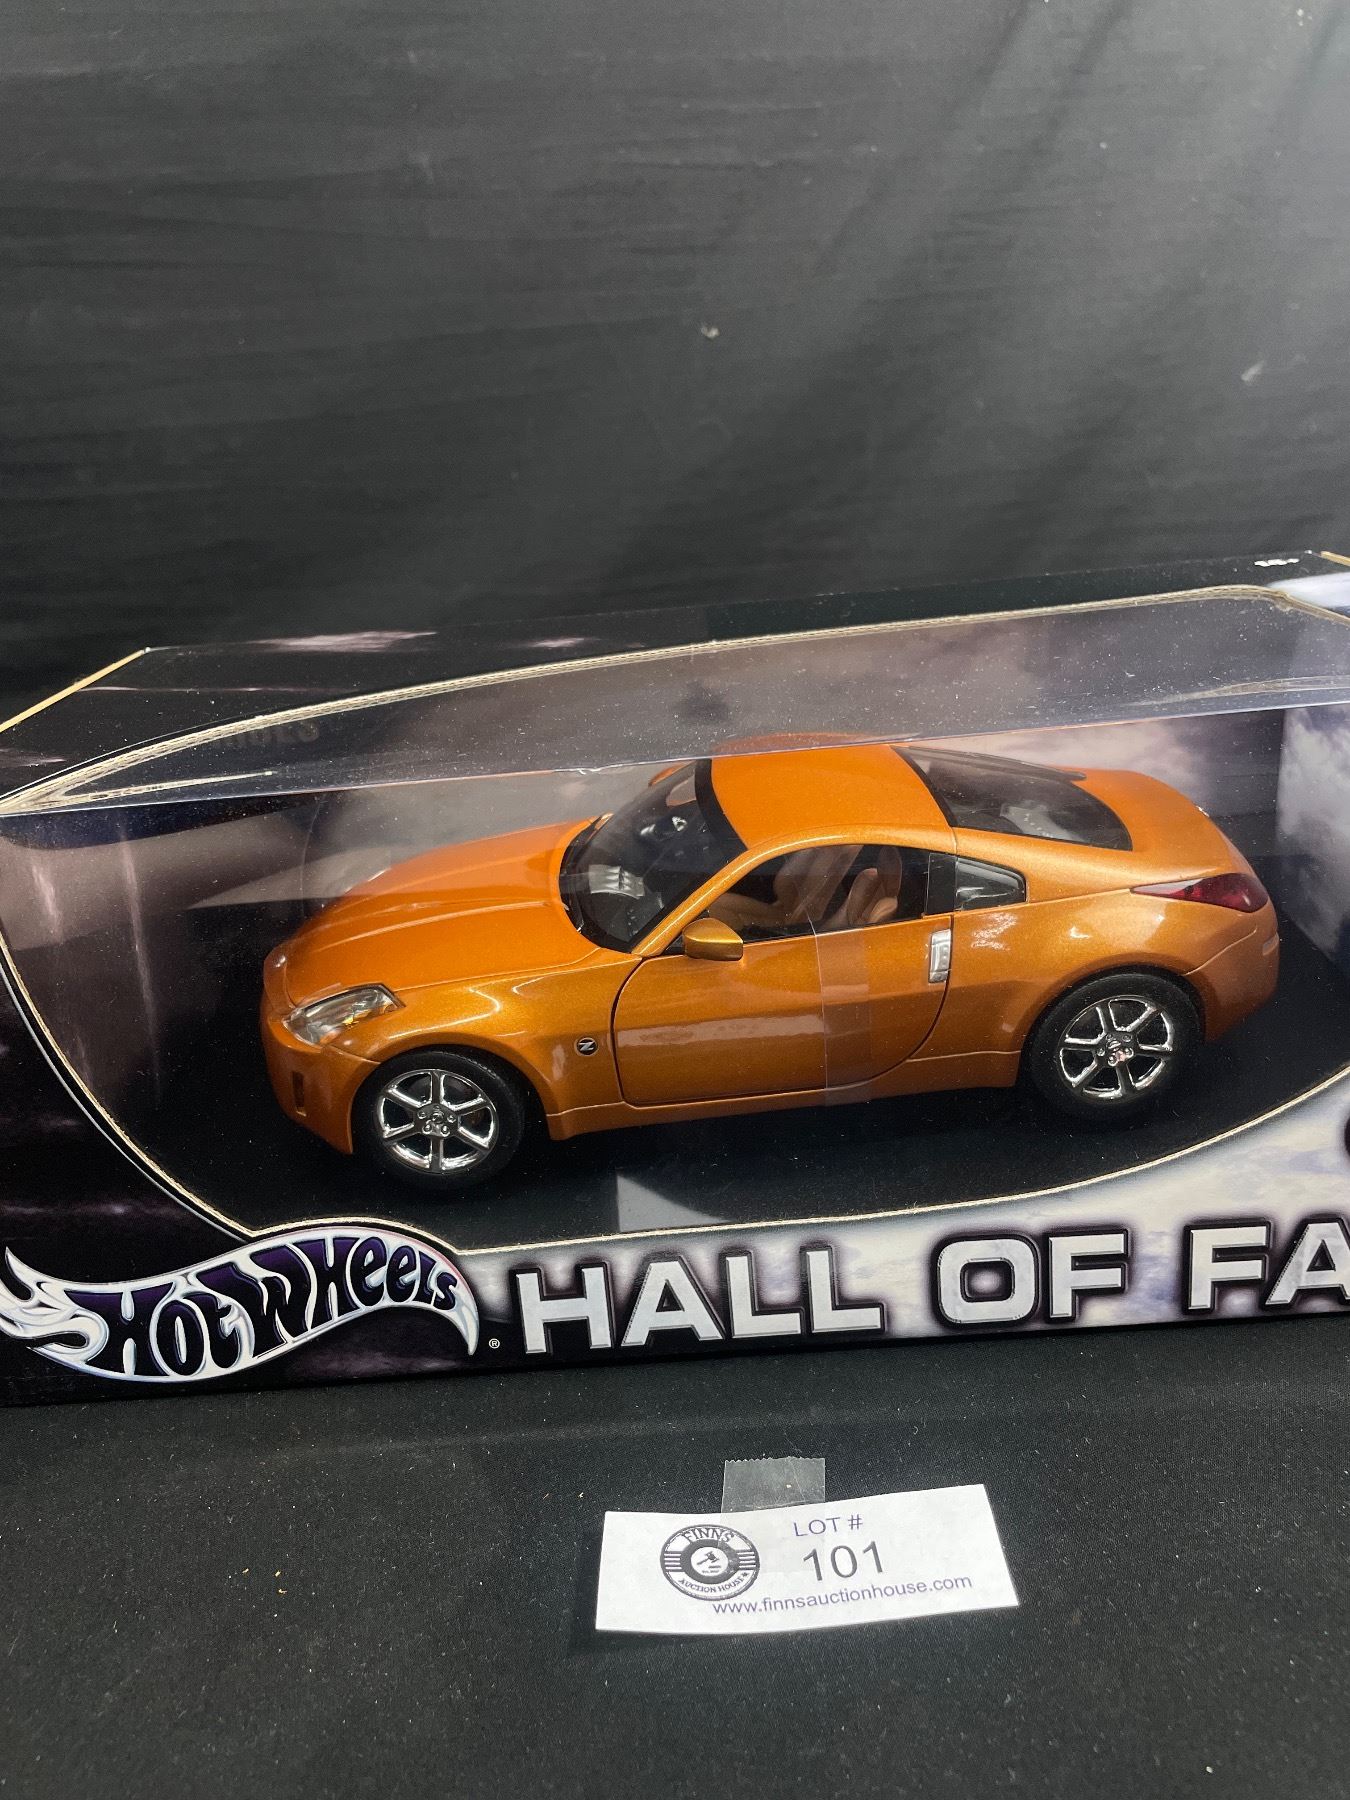 Hot Wheels ®
HALL OF FA
FINNS
AUCTION HOUSE
LOT #
101
www.finnsauctionhouse.com
Z